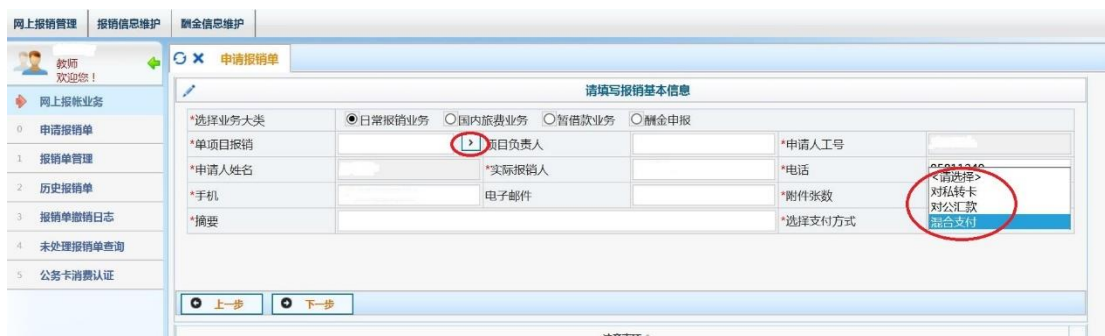 网上报销管理 报销信息维护 酬金信息维护
教师
欢迎您！
申请报销单
请填写报销基本信息
网上报帐业务
0 申请报销单
1 报销单管理
2 历史报销单
3 报销单撤销日志
4 未处理报销单查询
5 公务卡消费认证
*选择业务大类 日常报销业务 国内旅费业务 暂借款业务 酬金申报
*单项目报销 项目负责人 *申请人工号
*申请人姓名 *实际报销人 *电话
*手机 电子邮件 *附件张数
*摘要 *选择支付方式
<请选择>
对私转卡
对公汇款
混合支付
上一步 下一步